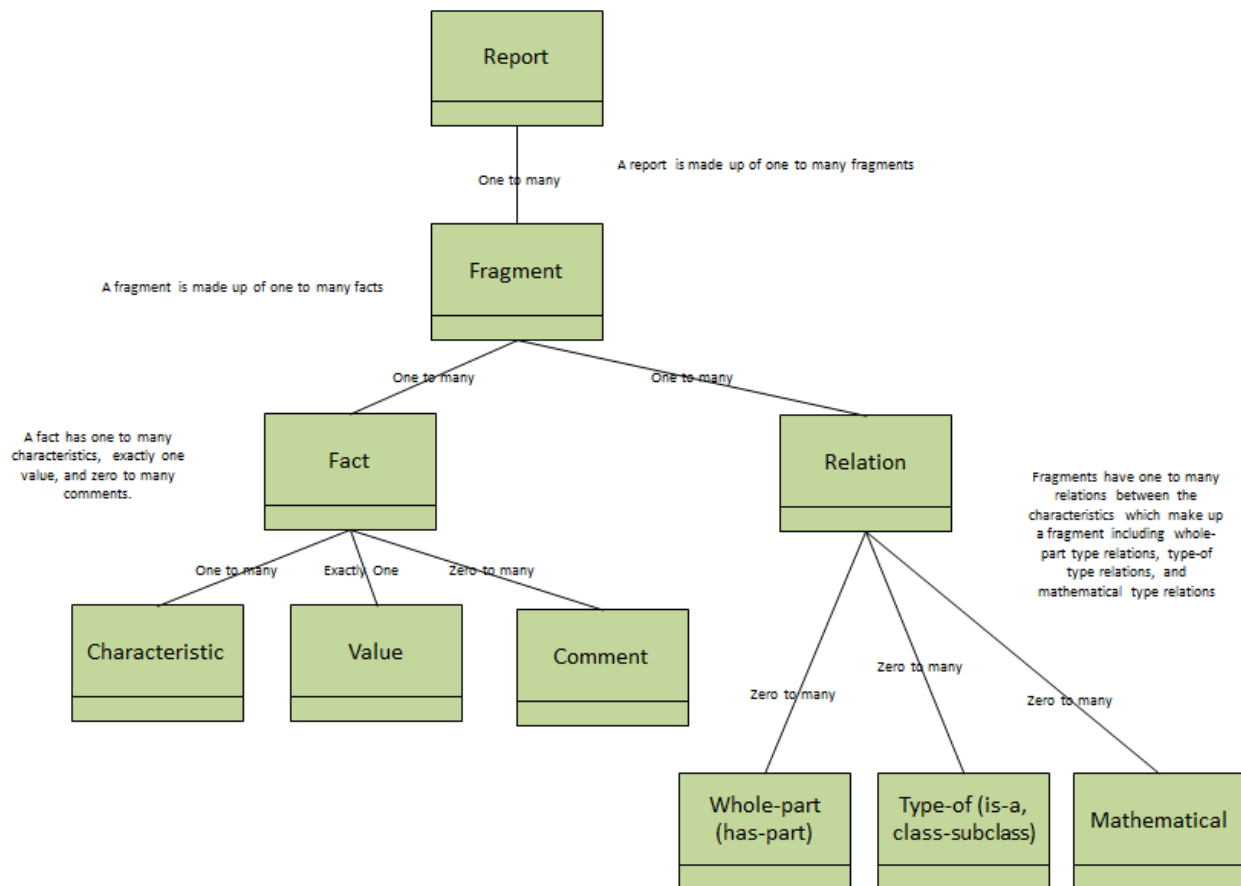 Report
A report is made up of one to many fragments
One to many
Fragment
A fragment is made up of one to many facts
One to many
One to many
A fact has one to many
characteristics, exactly one
value, and zero to many
comments.
Fact
Relation
Fragments have one to many
relations between the
characteristics which make up
a fragment including whole-
part type relations, type-of
type relations, and
mathematical type relations
One to many
Exactly One
Zero to many
Characteristic
Value
Comment
Zero to many
Zero to many
Zero to many
Whole-part
(has-part)
Type-of (is-a,
class-subclass)
Mathematical